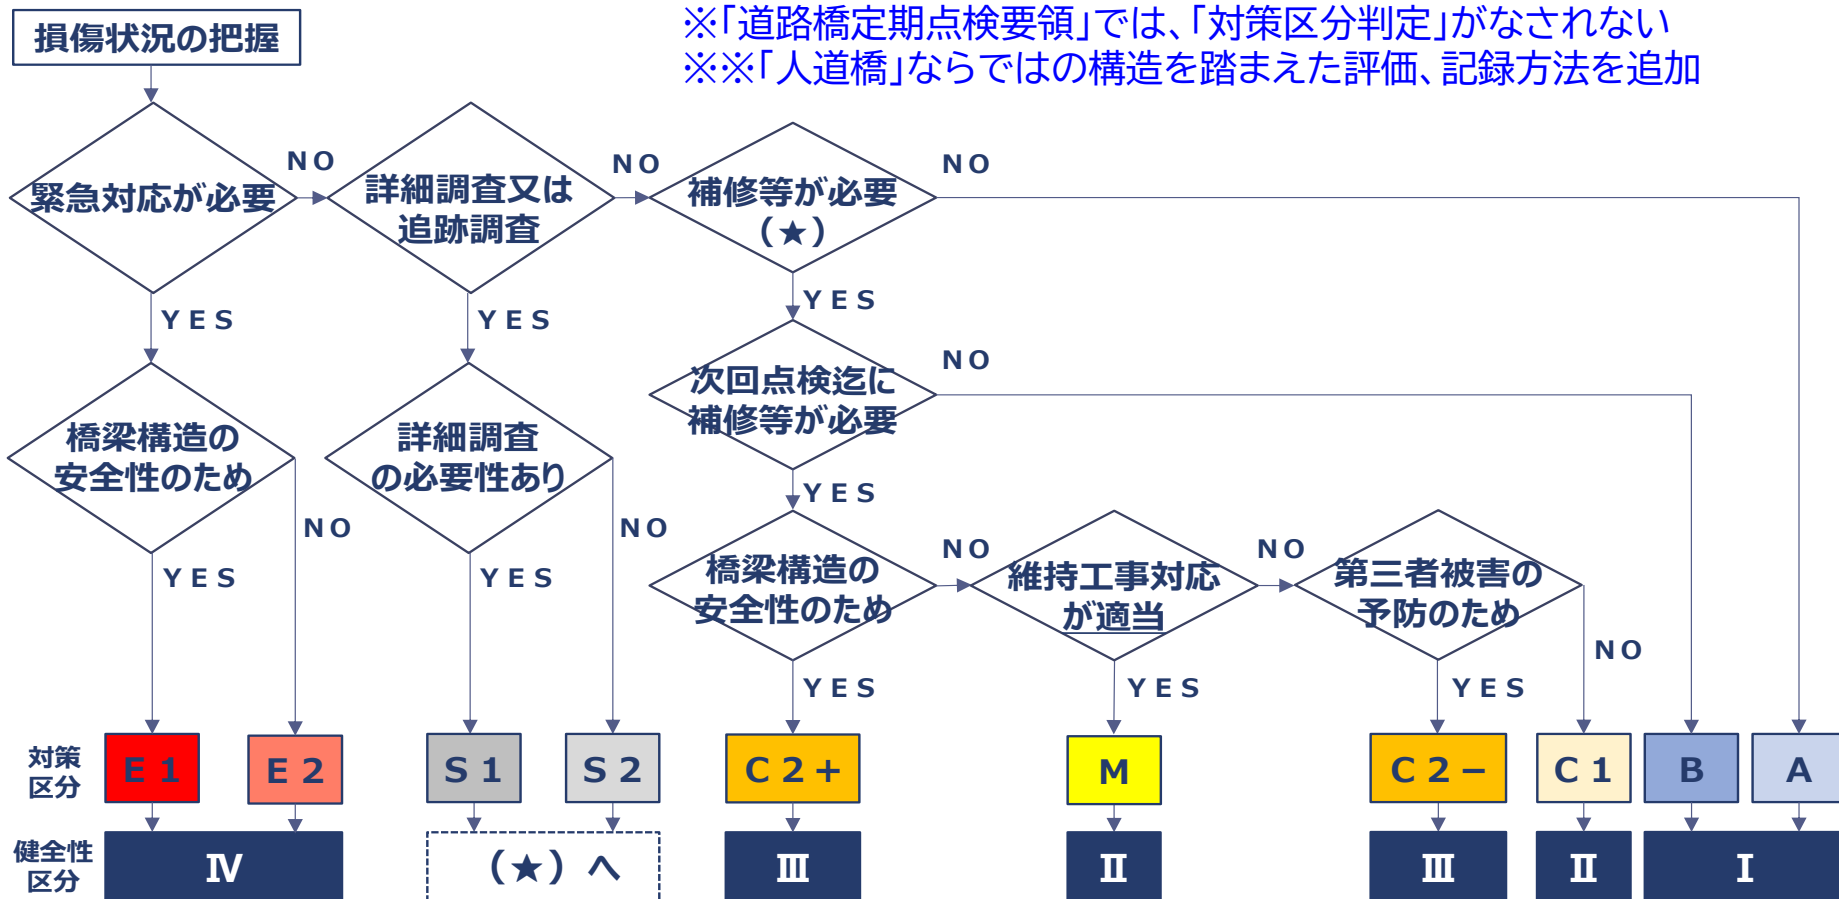 ※「道路橋定期点検要領」では、「対策区分判定」がなされない
※※「人道橋」ならではの構造を踏まえた評価、記録方法を追加
損傷状況の把握
緊急対応が必要
NO
詳細調査又は
追跡調査
NO
補修等が必要
（★）
NO
YES
YES
YES
次回点検迄に
補修等が必要
NO
橋梁構造の
安全性のため
詳細調査
の必要性あり
YES
NO
NO
橋梁構造の
安全性のため
NO
維持工事対応
が適当
NO
第三者被害の
予防のため
YES
YES
NO
YES
YES
YES
対策
区分
E1
E2
S1
S2
C2+
M
C2−
C1
B
A
健全性
区分
Ⅳ
（★）へ
Ⅲ
Ⅱ
Ⅲ
Ⅱ
Ⅰ